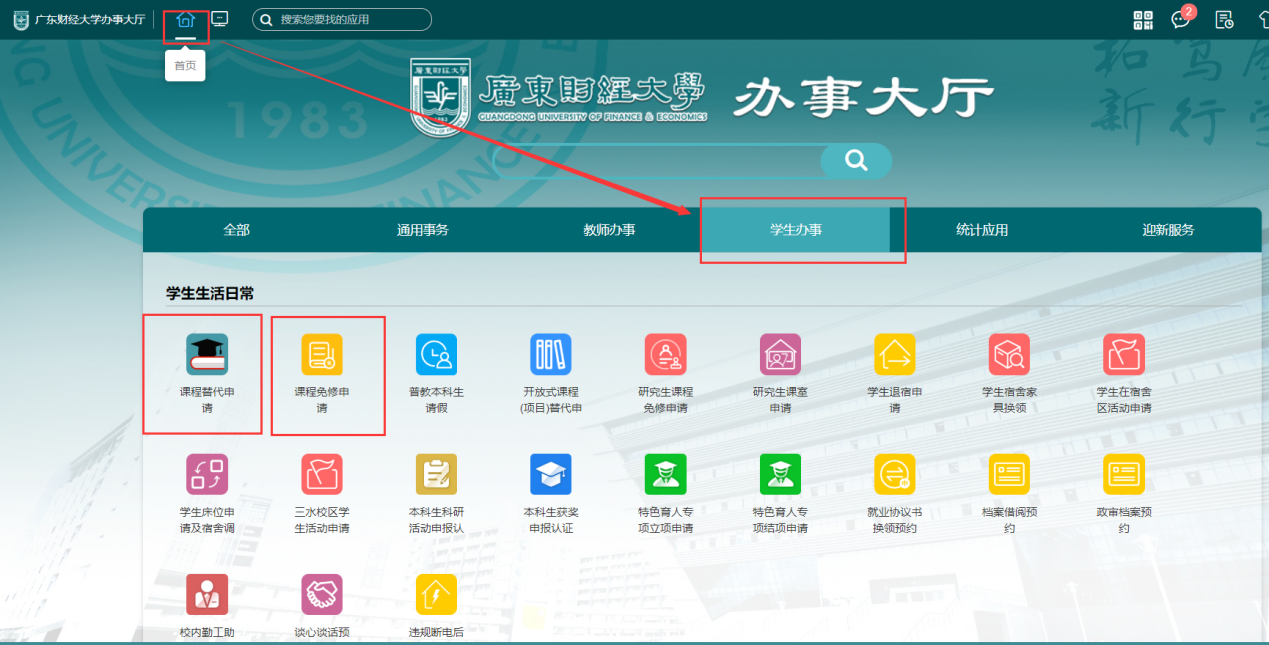 广东财经大学办事大厅
搜索您要找的应用
2
首页
1983
廣東財經大學
廣東財經大學
GUANGDONG UNIVERSITY OF FINANCE & ECONOMICS
办事大厅
全部
通用事务
教师办事
学生办事
统计应用
迎新服务
学生生活日常
课程替代申
请
课程免修申
请
普教本科生
请假
开放式课程
(项目)替代申
研究生课程
免修申请
研究生课室
申请
学生退宿申
请
学生宿舍家
具换领
学生在宿舍
区活动申请
学生床位申
请及宿舍调
三水校区学
生活动申请
本科生科研
活动申报认
本科生获奖
申报认证
特色育人专
项立项申请
特色育人专
项结项申请
就业协议书
换领预约
档案借阅预
约
政审档案预
约
校内勤工助
谈心谈话预
违规断电后